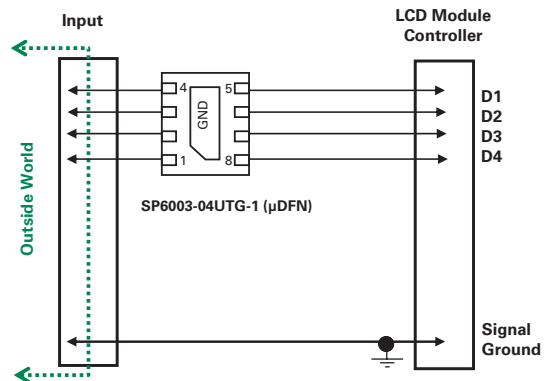 Input
LCD Module
Controller
Outside World
4
5
GND
1
8
D1
D2
D3
D4
SP6003-04UTG-1 (µDFN)
Signal
Ground